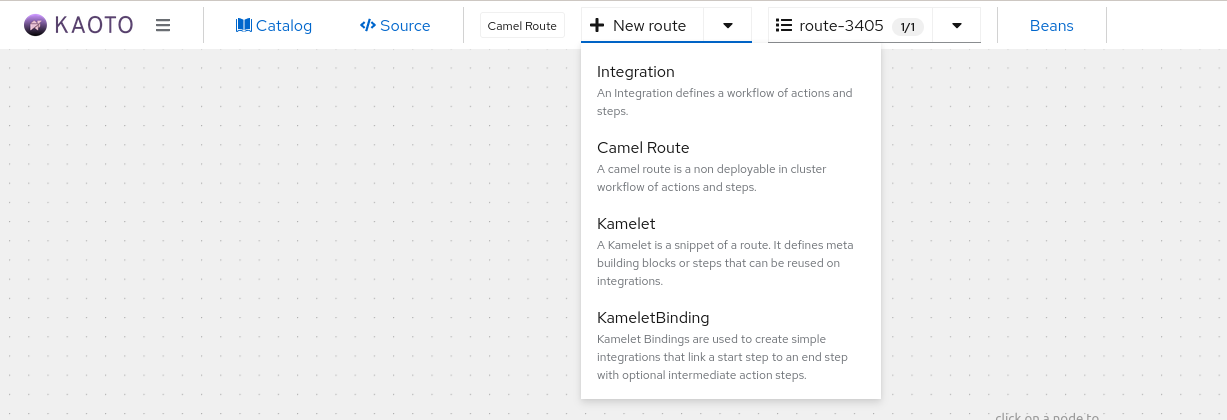 KAOTO
Catalog
Source
Camel Route
New route
route-3405 1/1
Beans
Integration
An Integration defines a workflow of actions and
steps.
Camel Route
A camel route is a non deployable in cluster
workflow of actions and steps.
Kamelet
A Kamelet is a snippet of a route. It defines meta
building blocks or steps that can be reused on
integrations.
KameletBinding
Kamelet Bindings are used to create simple
integrations that link a start step to an end step
with optional intermediate action steps.
click on a node to